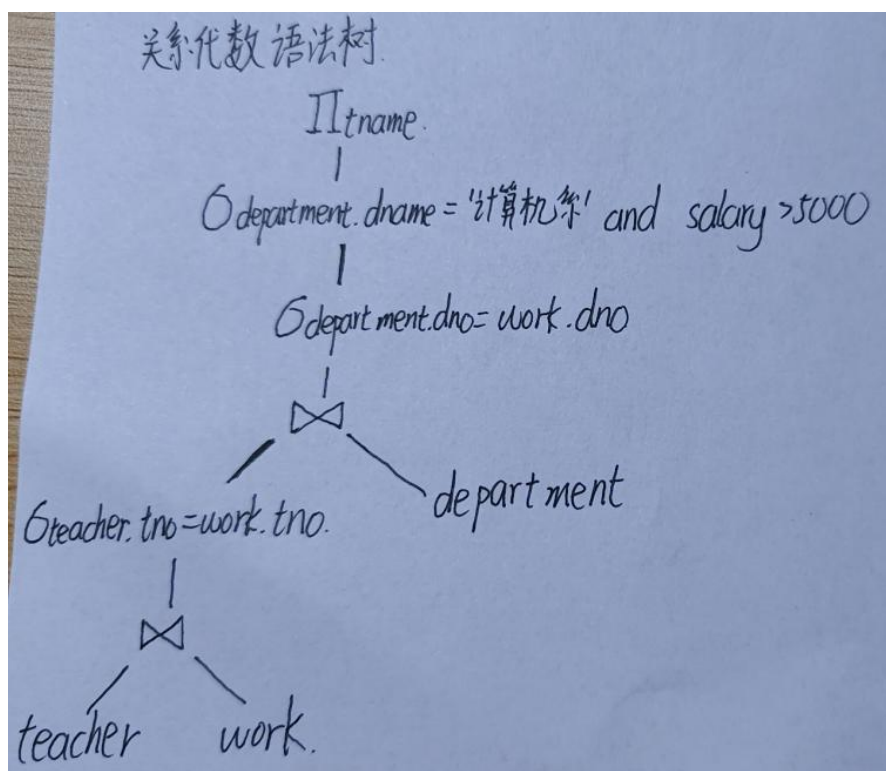 关系代数语法树.
∏tname.
σdepartment.dname='计算机系' and salary>5000
σdepartment.dno=work.dno
⋈
σteacher.tno=work.tno.
department
⋈
teacher work.